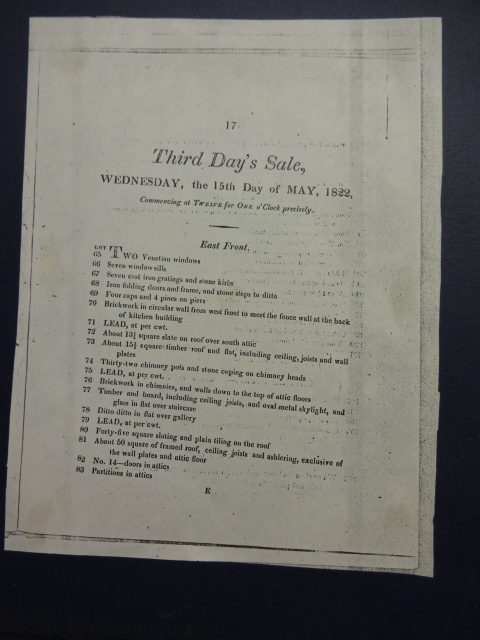 17
Third Day's Sale,
WEDNESDAY, the 15th Day of MAY, 1822,
Commencing at TWELVE for ONE o'Clock precisely.
East Front.
LOT
65 TWO Venetian windows
66 Seven window sills
67 Seven cast iron gratings and stone kirbs
68 Iron folding doors and frame, and stone steps to ditto
69 Four caps and 4 pines on piers
70 Brickwork in circular wall from west front to meet the fence wall at the back
of kitchen building
71 LEAD, at per cwt.
72 About 13½ square slate on roof over south attic
73 About 15½ square timber roof and flat, including ceiling, joists and wall
plates
74 Thirty-two chimney pots and stone coping on chimney heads
75 LEAD, at per cwt.
76 Brickwork in chimnies, and walls down to the top of attic floors
77 Timber and board, including ceiling joists, and oval metal skylight, and
glass in flat over staircase
78 Ditto ditto in flat over gallery
79 LEAD, at per cwt.
80 Forty-five square slating and plain tiling on the roof
81 About 50 square of framed roof, ceiling joists and ashlering, exclusive of
the wall plates and attic floor
82 No. 14—doors in attics
83 Partitions in attics
E